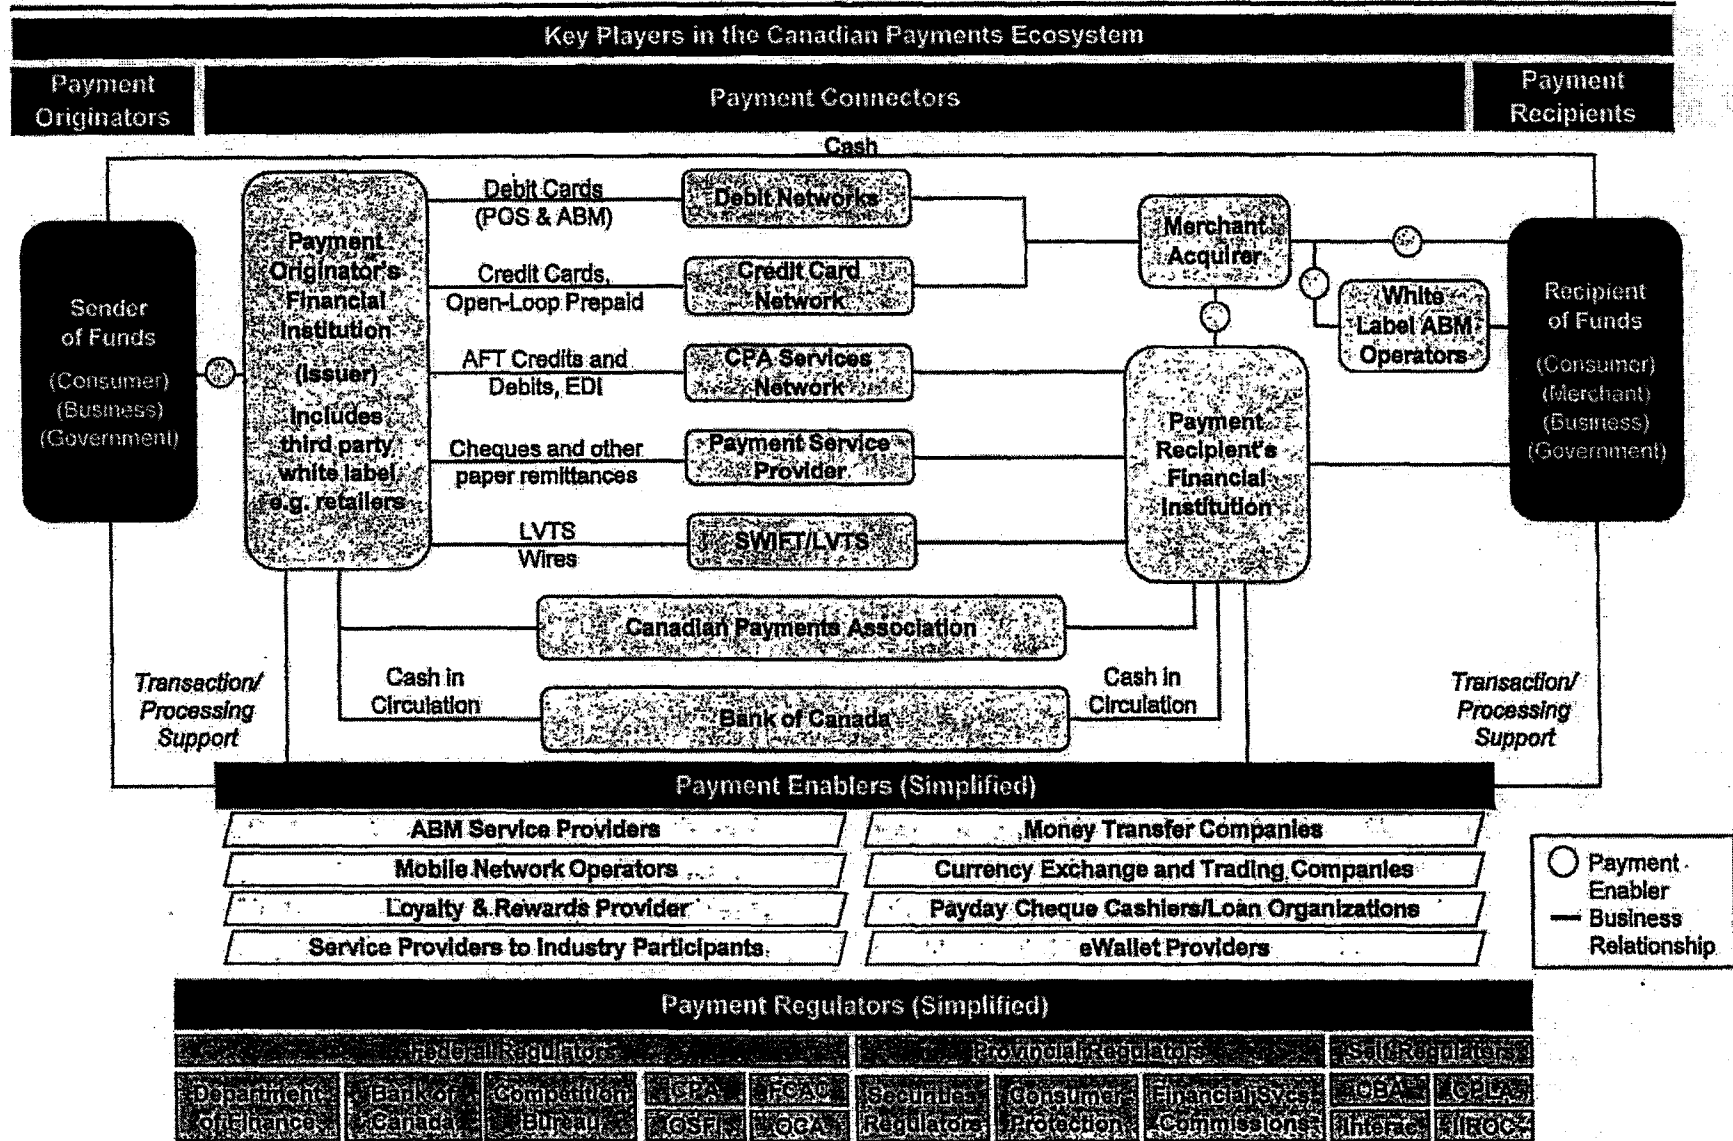 Key Players in the Canadian Payments Ecosystem
Payment
Originators
Payment Connectors
Payment
Recipients
Cash
Sender
of Funds
(Consumer)
(Business)
(Government)
Payment
Originator's
Financial
Institution
(Issuer)
Includes
third party
white label
e.g. retailers
Debit Cards
(POS & ABM)
Debit Networks
Credit Cards,
Open-Loop Prepaid
Credit Card
Network
AFT Credits and
Debits, EDI
CPA Services
Network
Cheques and other
paper remittances
Payment Service
Provider
LVTS
Wires
SWIFT/LVTS
Merchant
Acquirer
White
Label ABM
Operators
Payment
Recipient's
Financial
Institution
Recipient
of Funds
(Consumer)
(Merchant)
(Business)
(Government)
Canadian Payments Association
Cash in
Circulation
Bank of Canada
Cash in
Circulation
Transaction/
Processing
Support
Transaction/
Processing
Support
Payment Enablers (Simplified)
ABM Service Providers
Money Transfer Companies
Mobile Network Operators
Currency Exchange and Trading Companies
Loyalty & Rewards Provider
Payday Cheque Cashiers/Loan Organizations
Service Providers to Industry Participants
eWallet Providers
Payment
Enabler
Business
Relationship
Payment Regulators (Simplified)
Federal Regulators
Provincial Regulators
Self Regulators
Department
of Finance
Bank of
Canada
Competition
Bureau
CPA
FCAC
OSFI
OCA
Securities
Regulators
Consumer
Protection
Financial Svcs
Commissions
CBA
CPLA
Interac
IIROC